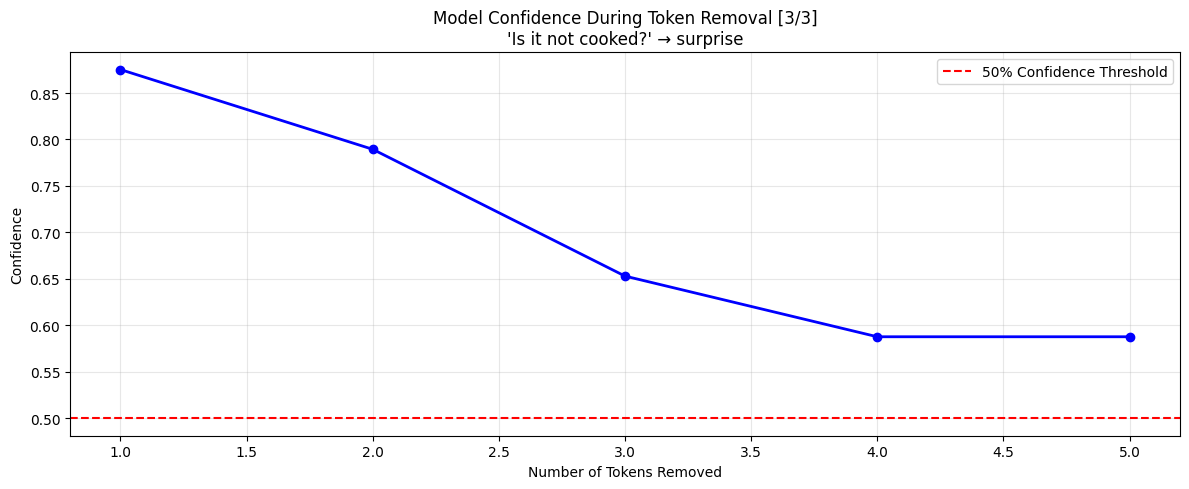 Model Confidence During Token Removal [3/3]
'Is it not cooked?' → surprise
50% Confidence Threshold
Confidence
0.85
0.80
0.75
0.70
0.65
0.60
0.55
0.50
1.0 1.5 2.0 2.5 3.0 3.5 4.0 4.5 5.0
Number of Tokens Removed